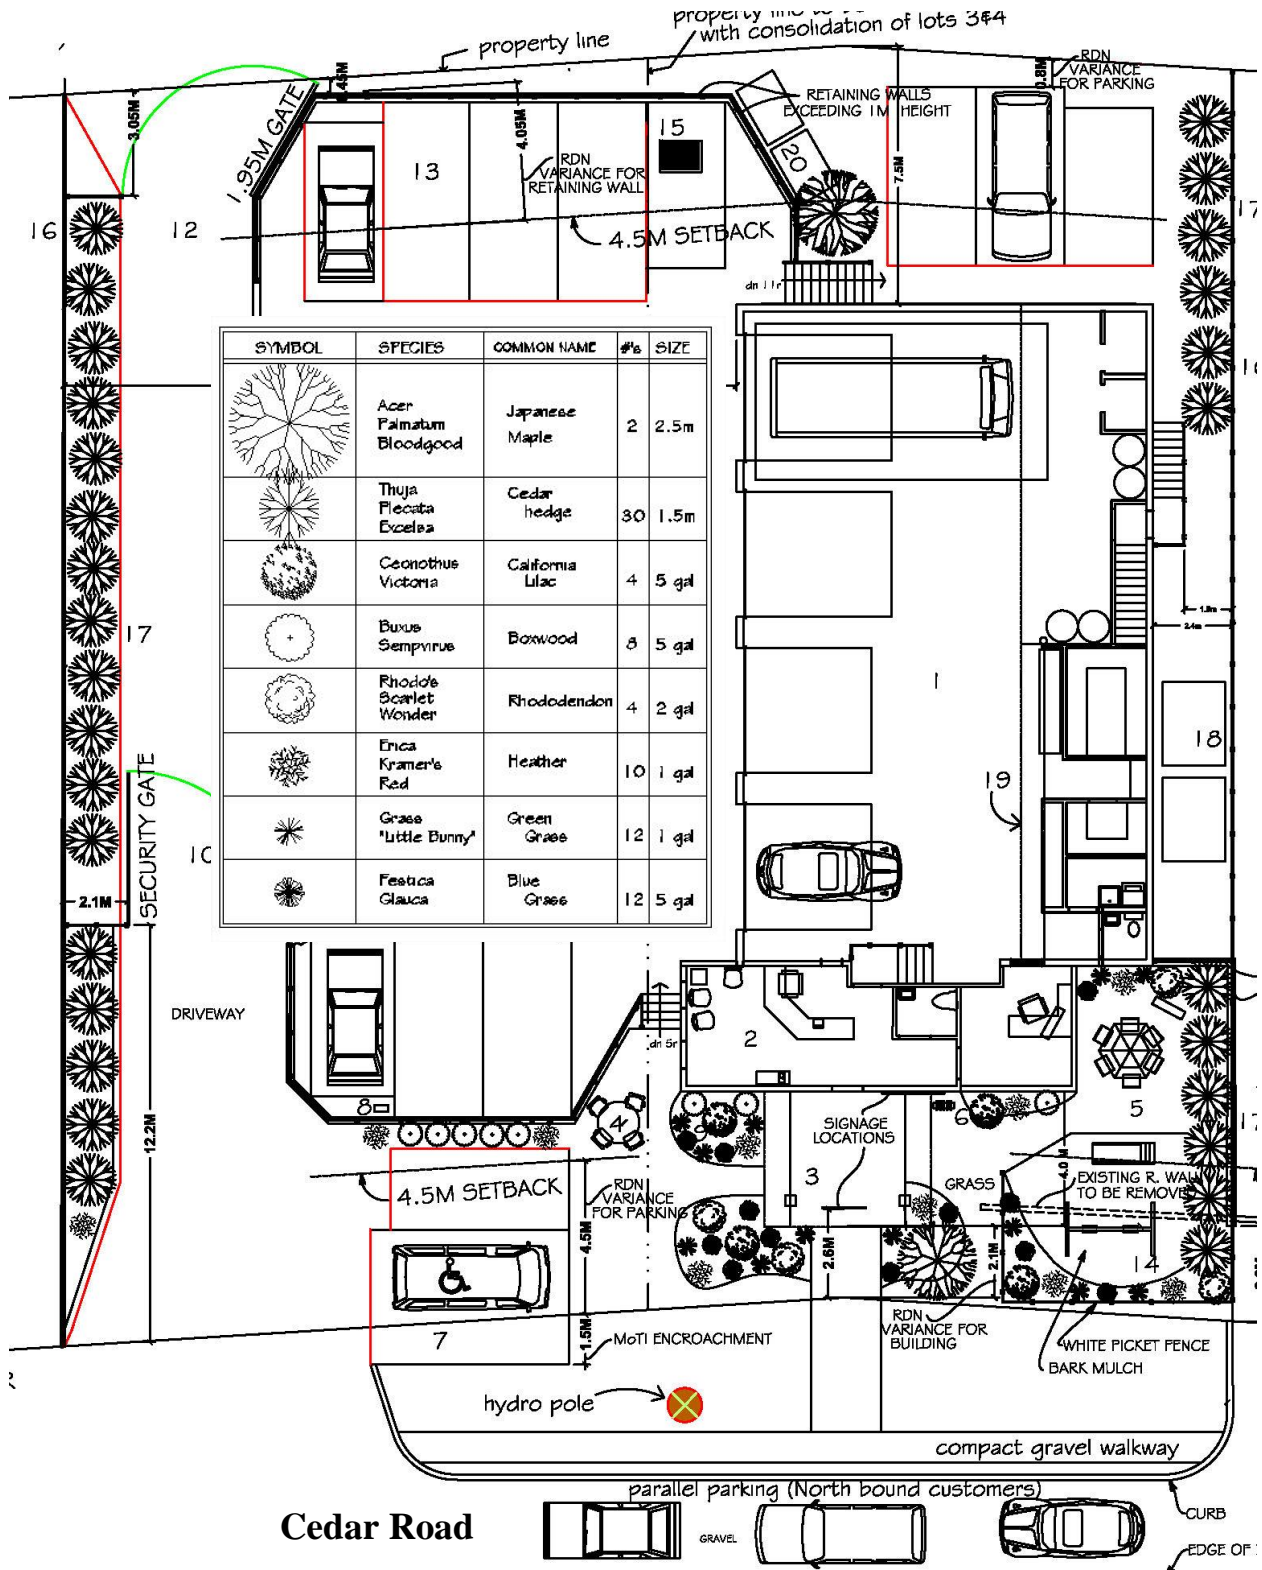 property line
with consolidation of lots 3&4
property line
RDN
VARIANCE
FOR PARKING
0.8M
.45M
3.05M
1.95M GATE
4.05M
RETAINING WALLS
EXCEEDING 1M HEIGHT
15
13
RDN
VARIANCE FOR
RETAINING WALL
20
7.5M
16
12
4.5M SETBACK
17
dn 11r
SYMBOL SPECIES COMMON NAME #'s SIZE
Acer
Palmatum
Bloodgood
Japanese
Maple
2 2.5m
Thuja
Plecata
Excelsa
Cedar
hedge
30 1.5m
Ceonothus
Victoria
California
Lilac
4 5 gal
Buxus
Sempvirus
Boxwood
8 5 gal
Rhodo's
Scarlet
Wonder
Rhododendon
4 2 gal
Erica
Kramer's
Red
Heather
10 1 gal
Grass
"Little Bunny"
Green
Grass
12 1 gal
Festica
Glauca
Blue
Grass
12 5 gal
17
1
18
19
2.4m
SECURITY GATE
10
2.1M
DRIVEWAY
12.2M
8
dn 5r
2
4
5
6
SIGNAGE
LOCATIONS
3
GRASS
4.0 M
17
EXISTING R. WALL
TO BE REMOVED
4.5M SETBACK
RDN
VARIANCE
FOR PARKING
4.5M
2.6M
2.1M
14
7
1.5M
MoTI ENCROACHMENT
RDN
VARIANCE FOR
BUILDING
WHITE PICKET FENCE
BARK MULCH
hydro pole
compact gravel walkway
parallel parking (North bound customers)
Cedar Road
GRAVEL
CURB
EDGE OF